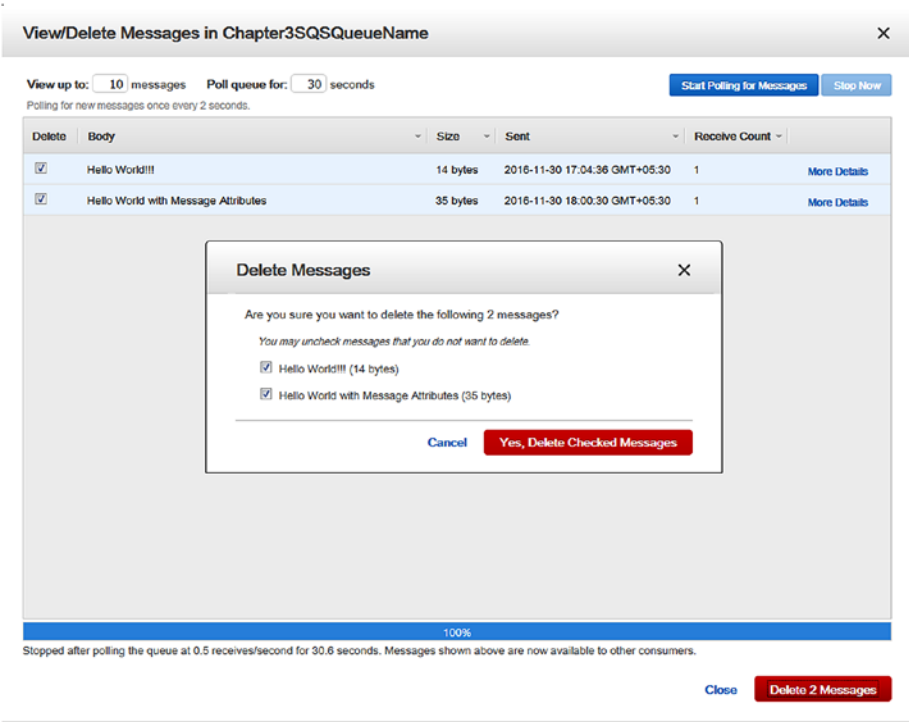 View/Delete Messages in Chapter3SQSQueueName
View up to: 10 messages Poll queue for: 30 seconds Start Polling for Messages Stop Now
Polling for new messages once every 2 seconds.
Delete Body Size Sent Receive Count
Hello World!!! 14 bytes 2016-11-30 17:04:36 GMT+05:30 1 More Details
Hello World with Message Attributes 35 bytes 2016-11-30 18:00:30 GMT+05:30 1 More Details
Delete Messages
Are you sure you want to delete the following 2 messages?
You may uncheck messages that you do not want to delete.
Hello World!!! (14 bytes)
Hello World with Message Attributes (35 bytes)
Cancel Yes, Delete Checked Messages
100%
Stopped after polling the queue at 0.5 receives/second for 30.6 seconds. Messages shown above are now available to other consumers.
Close Delete 2 Messages